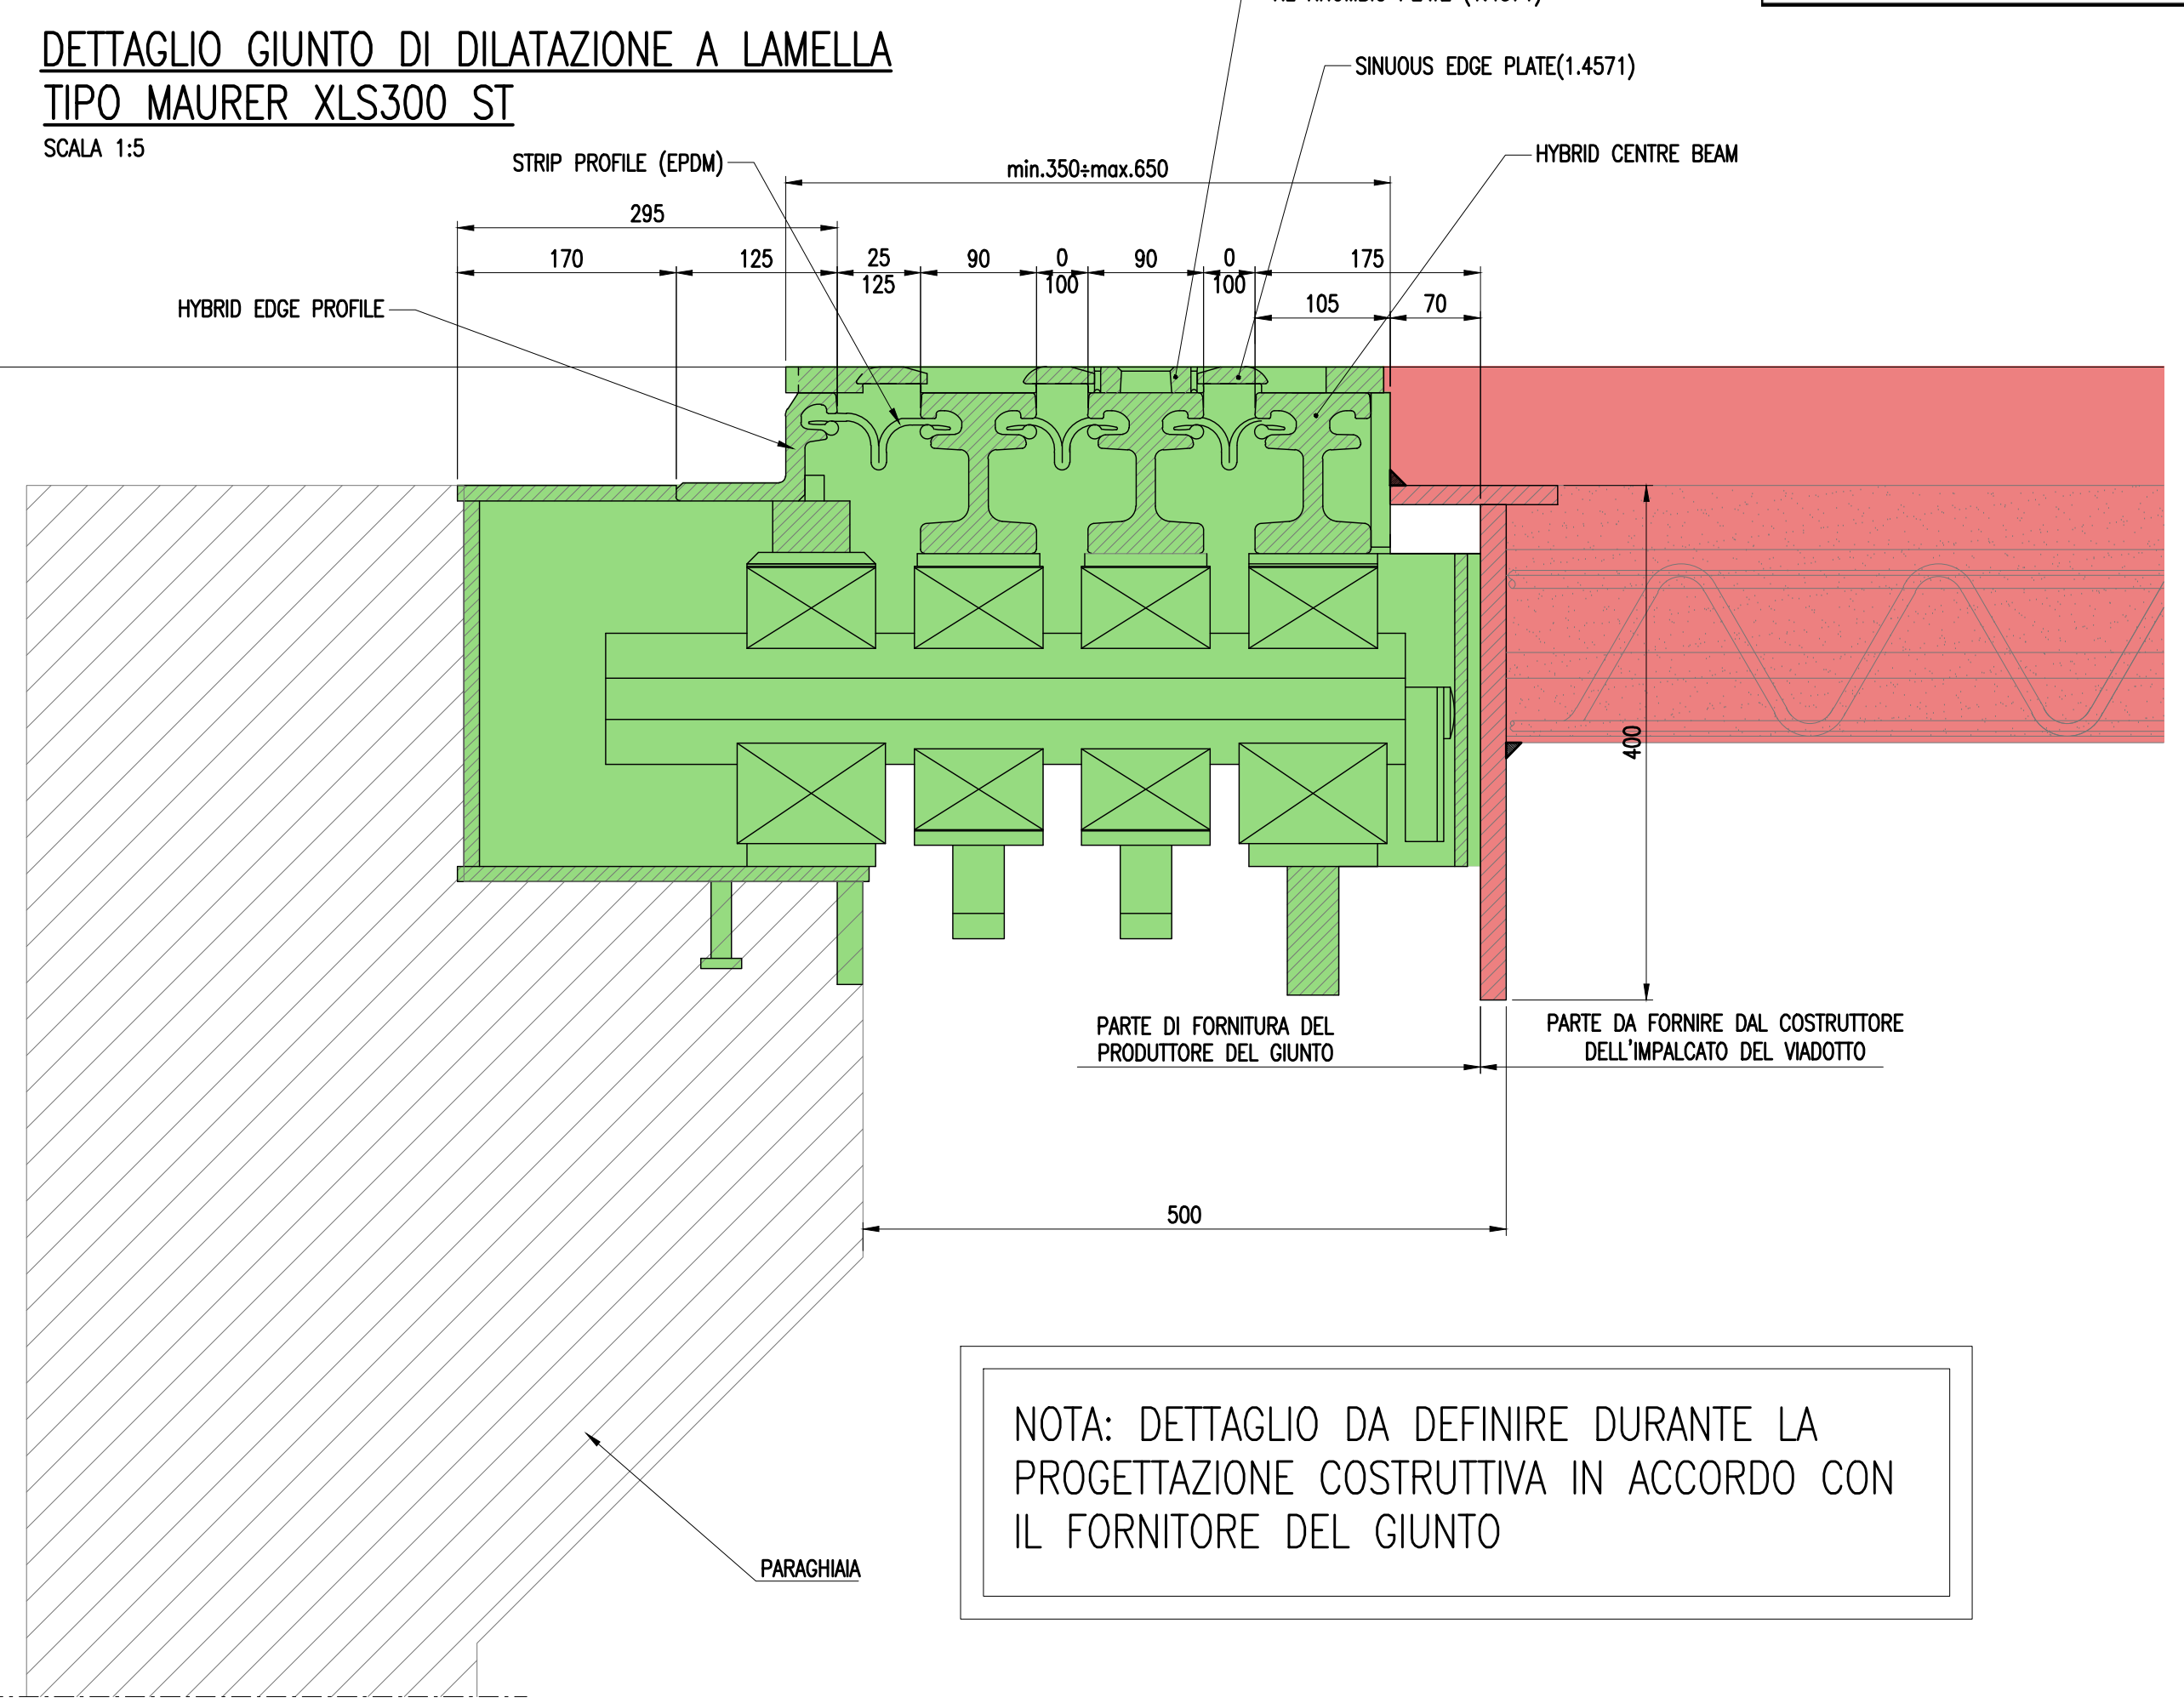 DETTAGLIO GIUNTO DI DILATAZIONE A LAMELLA
TIPO MAURER XLS300 ST
SCALA 1:5
SINUOUS EDGE PLATE(1.4571)
STRIP PROFILE (EPDM)
min.350÷max.650
HYBRID CENTRE BEAM
295
170
125
25
125
90
0
100
90
0
100
175
105
70
HYBRID EDGE PROFILE
400
PARTE DI FORNITURA DEL
PRODUTTORE DEL GIUNTO
PARTE DA FORNIRE DAL COSTRUTTORE
DELL'IMPALCATO DEL VIADOTTO
500
NOTA: DETTAGLIO DA DEFINIRE DURANTE LA
PROGETTAZIONE COSTRUTTIVA IN ACCORDO CON
IL FORNITORE DEL GIUNTO
PARAGHIAIA